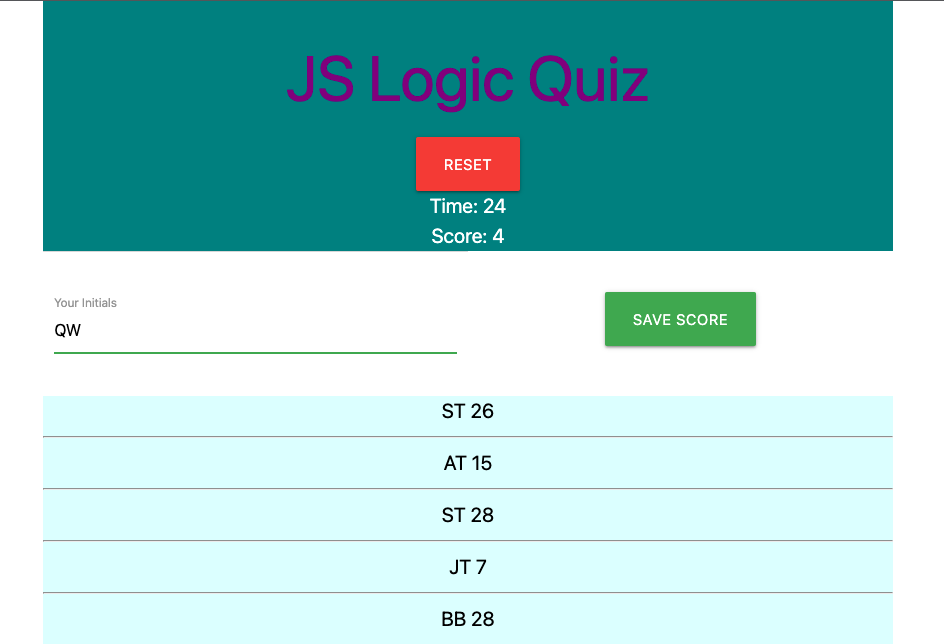 JS Logic Quiz
RESET
Time: 24
Score: 4
Your Initials
QW
SAVE SCORE
ST 26
AT 15
ST 28
JT 7
BB 28